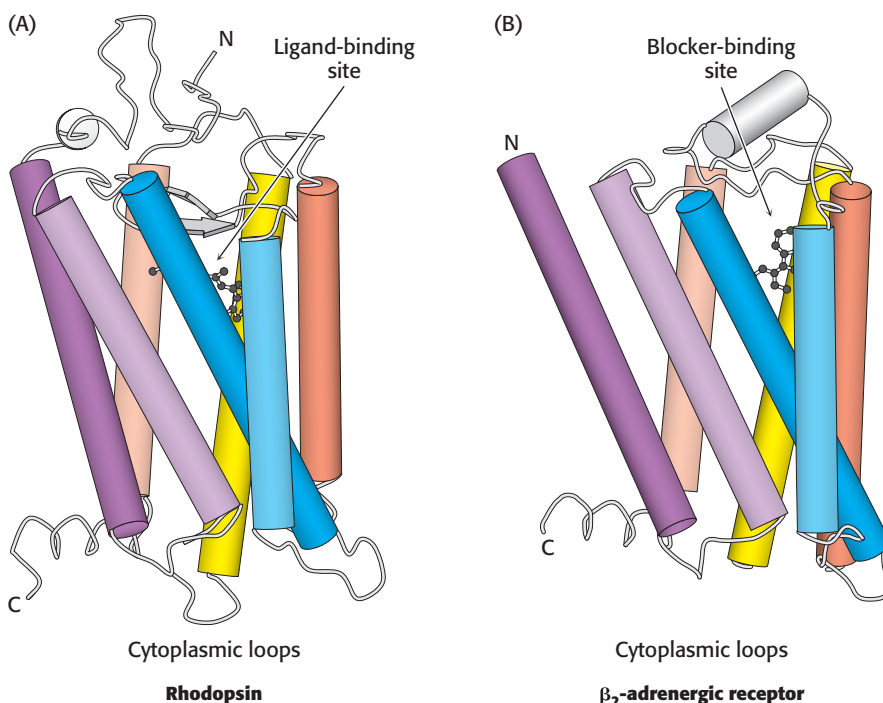 (A)
N
Ligand-binding
site
C
Cytoplasmic loops
Rhodopsin
(B)
Blocker-binding
site
N
C
Cytoplasmic loops
β₂-adrenergic receptor